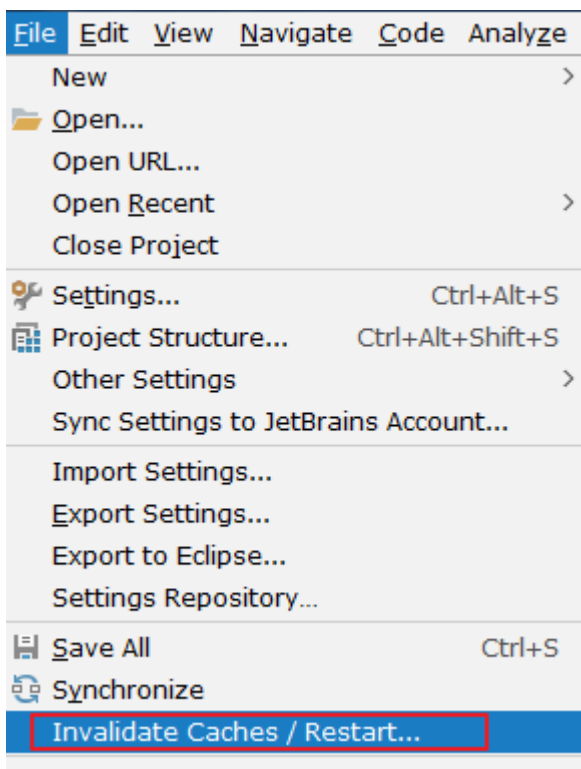 File Edit View Navigate Code Analyze
New >
Open...
Open URL...
Open Recent >
Close Project
Settings... Ctrl+Alt+S
Project Structure... Ctrl+Alt+Shift+S
Other Settings >
Sync Settings to JetBrains Account...
Import Settings...
Export Settings...
Export to Eclipse...
Settings Repository...
Save All Ctrl+S
Synchronize
Invalidate Caches / Restart...